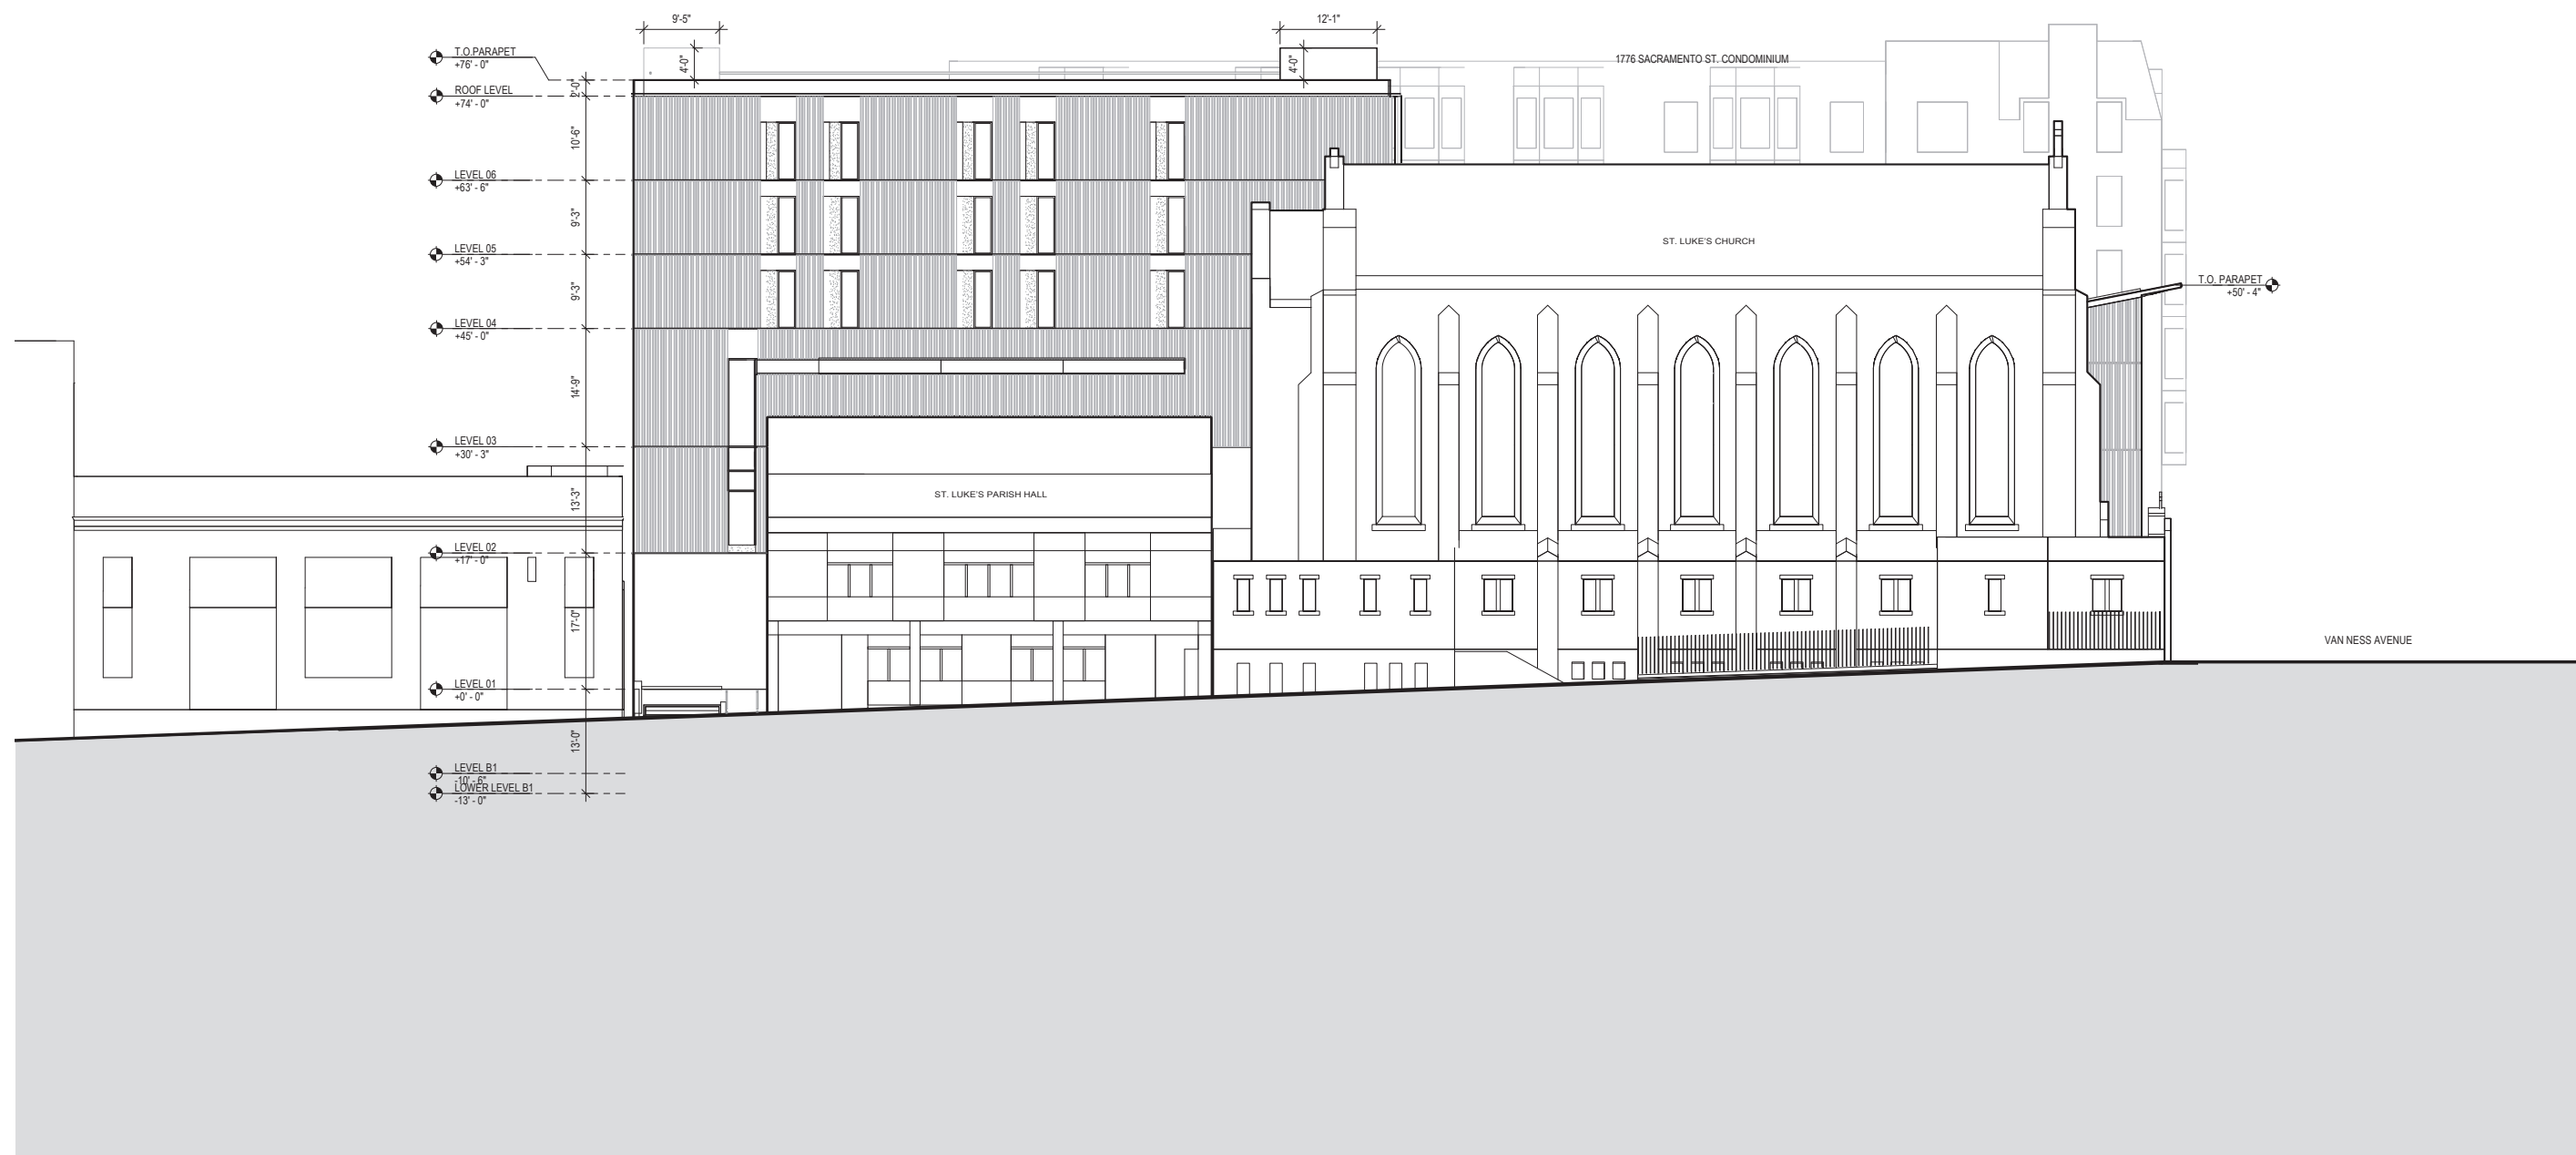 9'-5"
12'-1"
T.O.PARAPET
+76' - 0"
4'-0"
4'-0"
1776 SACRAMENTO ST. CONDOMINIUM
2'-0"
ROOF LEVEL
+74' - 0"
10'-6"
LEVEL 06
+63' - 6"
9'-3"
ST. LUKE'S CHURCH
LEVEL 05
+54' - 3"
9'-3"
T.O. PARAPET
+50' - 4"
LEVEL 04
+45' - 0"
14'-9"
LEVEL 03
+30' - 3"
13'-3"
ST. LUKE'S PARISH HALL
LEVEL 02
+17' - 0"
17'-0"
VAN NESS AVENUE
LEVEL 01
+0' - 0"
13'-0"
LEVEL B1
-10' - 6"
LOWER LEVEL B1
-13' - 0"